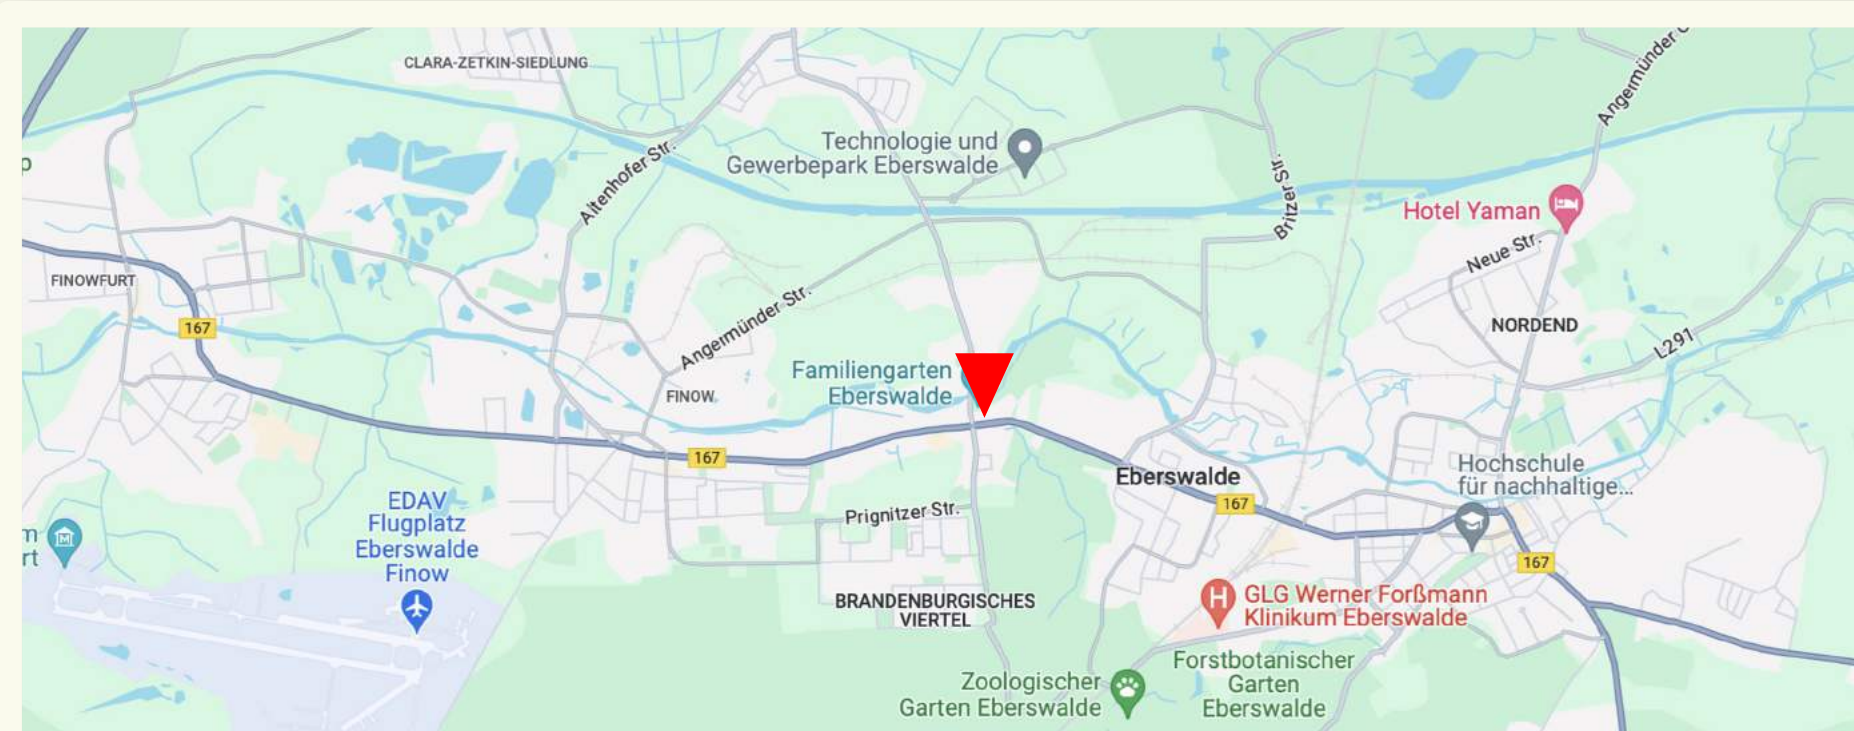 CLARA-ZETKIN-SIEDLUNG
Angermünder
Technologie und
Gewerbepark Eberswalde
Altenhofer Str.
Britzer Str.
Hotel Yaman
Neue Str.
FINOWFURT
167
Angermünder Str.
NORDEND
L291
Familiengarten
Eberswalde
FINOW
167
Eberswalde
167
Hochschule
für nachhaltige...
EDAV
Flugplatz
Eberswalde
Finow
Prignitzer Str.
m
rt
167
BRANDENBURGISCHES
VIERTEL
GLG Werner Forßmann
Klinikum Eberswalde
Zoologischer
Garten Eberswalde
Forstbotanischer
Garten
Eberswalde